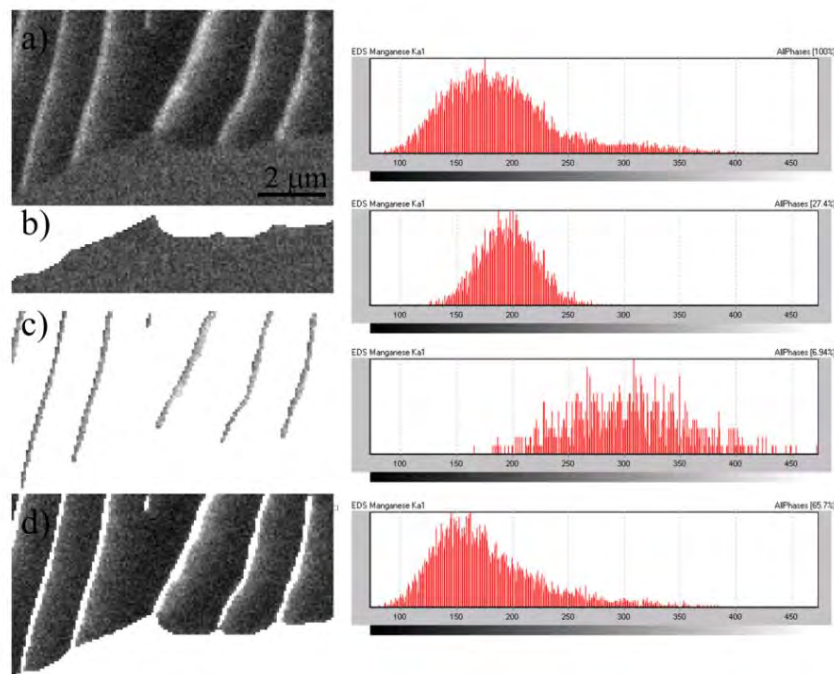 a)
2 μm
b)
c)
d)
EDS Manganese Ka1 AllPhases [100%]
100 150 200 250 300 350 400 450
EDS Manganese Ka1 AllPhases [27.4%]
100 150 200 250 300 350 400 450
EDS Manganese Ka1 AllPhases [6.94%]
100 150 200 250 300 350 400 450
EDS Manganese Ka1 AllPhases [65.7%]
100 150 200 250 300 350 400 450